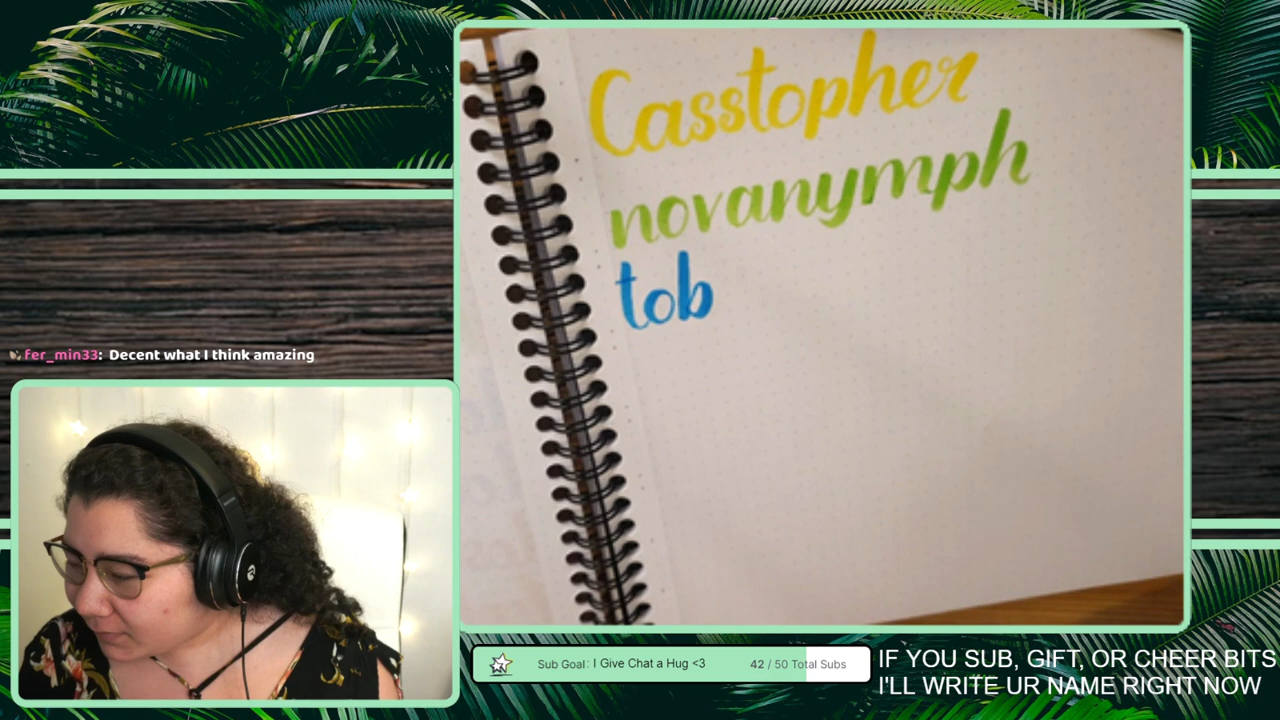 Casstopher
novanymph
tob
fer_min33: Decent what I think amazing
Sub Goal: I Give Chat a Hug <3 42 / 50 Total Subs
IF YOU SUB, GIFT, OR CHEER BITS
I'LL WRITE UR NAME RIGHT NOW